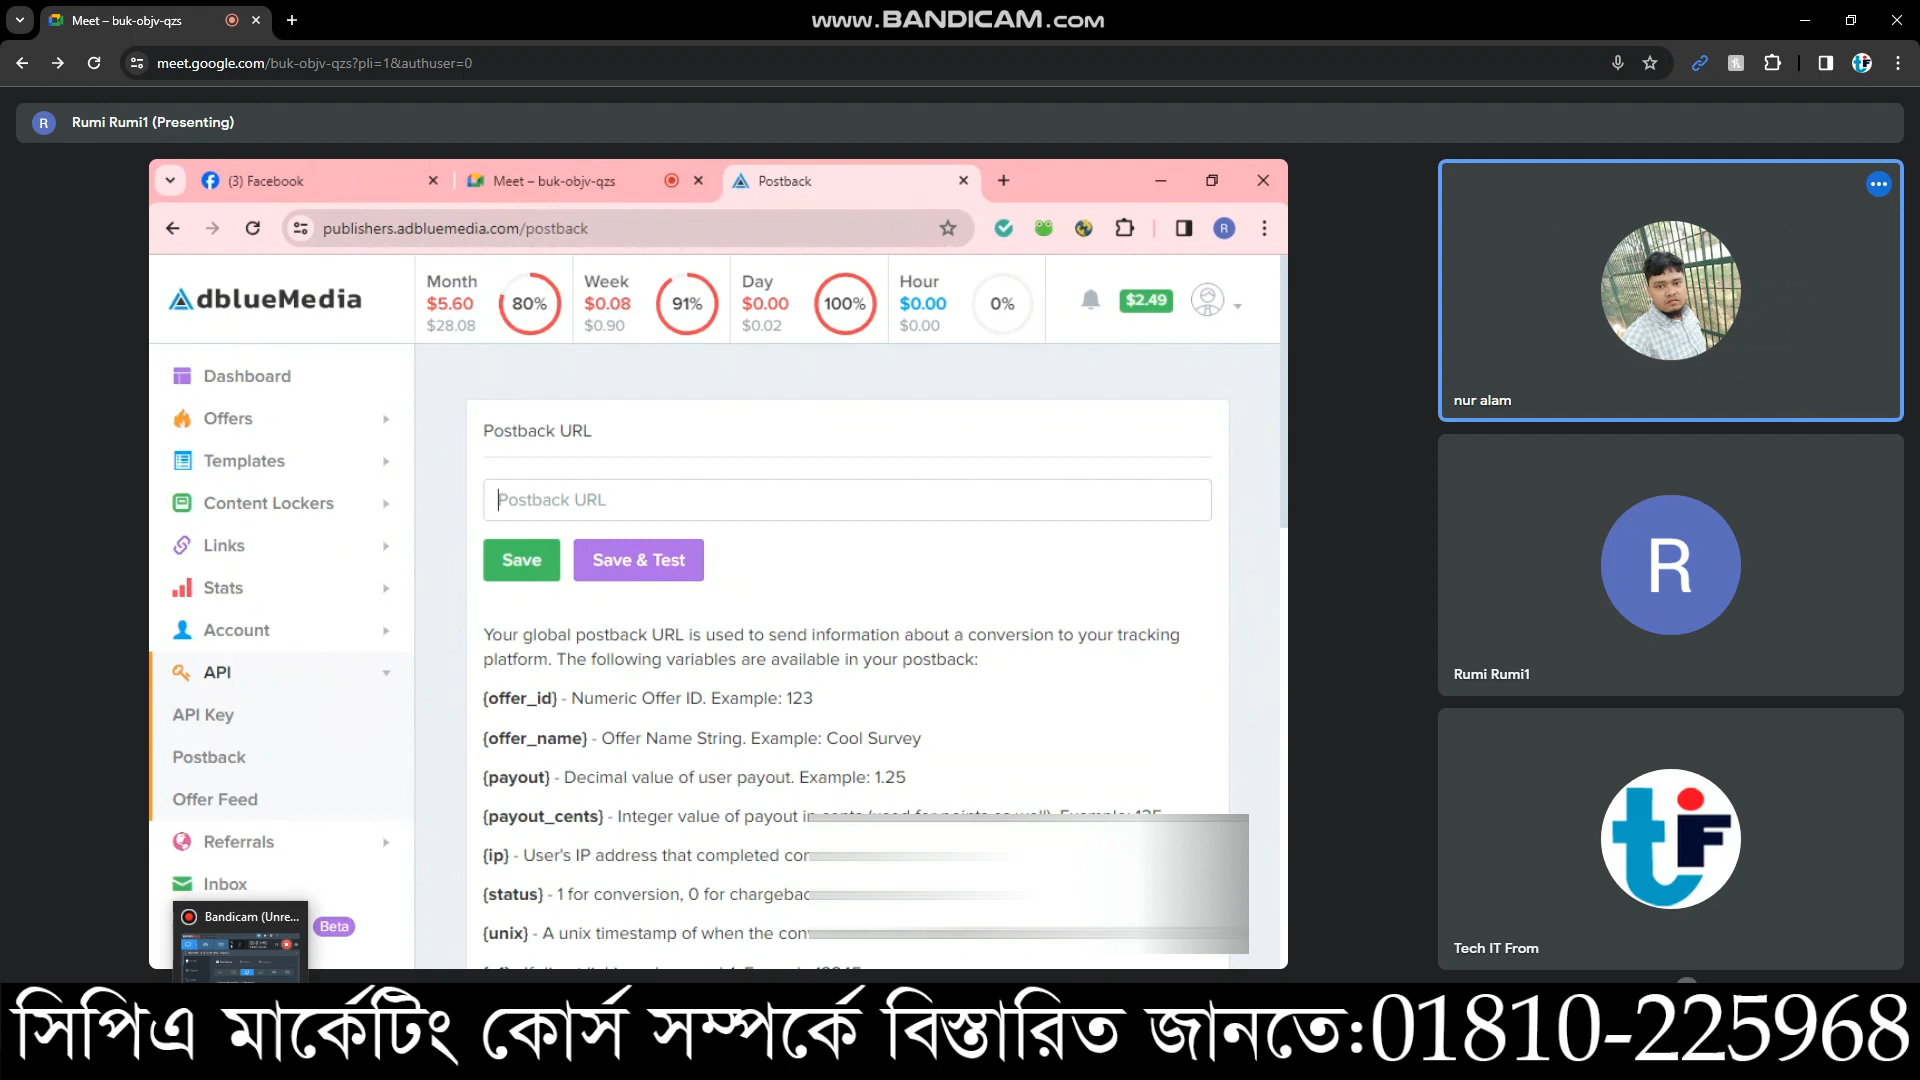 Meet – buk-objv-qzs
www.BANDICAM.com
meet.google.com/buk-objv-qzs?pli=1&authuser=0
R
Rumi Rumi1 (Presenting)
(3) Facebook
Meet – buk-objv-qzs
Postback
publishers.adbluemedia.com/postback
R
AdblueMedia
Month
$5.60
$28.08
80%
Week
$0.08
$0.90
91%
Day
$0.00
$0.02
100%
Hour
$0.00
$0.00
0%
$2.49
Dashboard
Offers
Templates
Content Lockers
Links
Stats
Account
API
API Key
Postback
Offer Feed
Referrals
Inbox
Beta
Bandicam (Unre...
Postback URL
Postback URL
Save
Save & Test
Your global postback URL is used to send information about a conversion to your tracking
platform. The following variables are available in your postback:
{offer_id} - Numeric Offer ID. Example: 123
{offer_name} - Offer Name String. Example: Cool Survey
{payout} - Decimal value of user payout. Example: 1.25
{payout_cents} - Integer value of payout in
{ip} - User's IP address that completed
{status} - 1 for conversion, 0 for
{unix} - A unix timestamp of when the
nur alam
R
Rumi Rumi1
tF
Tech IT From
সিপিএ মার্কেটিং কোর্স সম্পর্কে বিস্তারিত জানতে:01810-225968